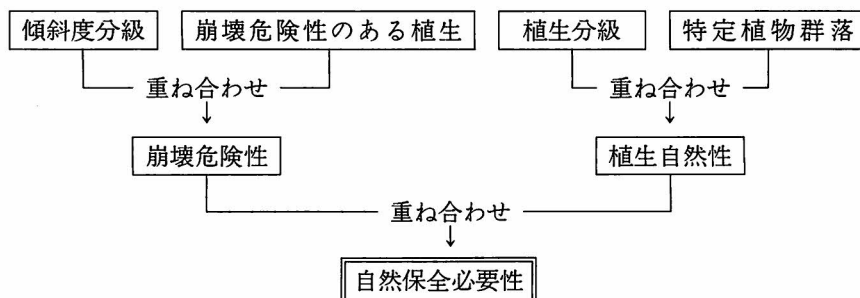 傾斜度分級 崩壊危険性のある植生 植生分級 特定植物群落
重ね合わせ 重ね合わせ
崩壊危険性 植生自然性
重ね合わせ
自然保全必要性